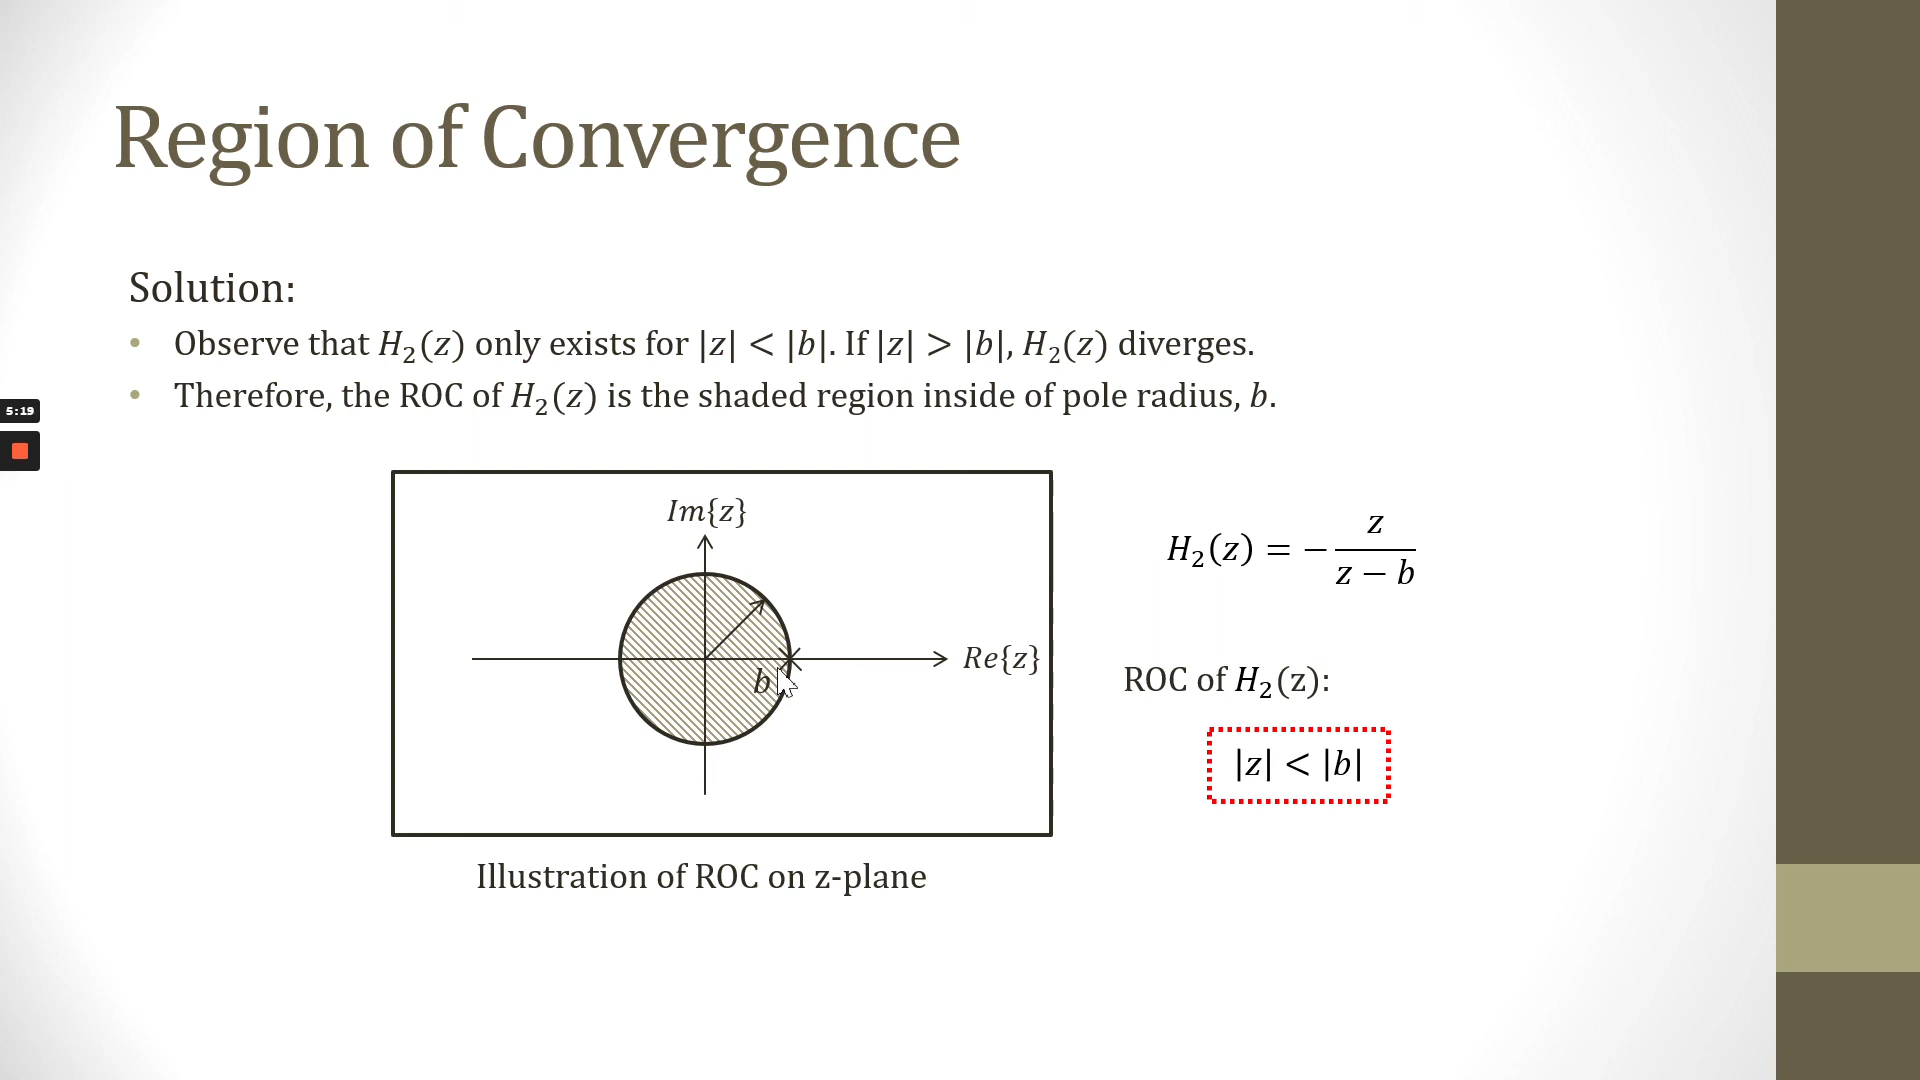 Region of Convergence
Solution:
• Observe that H₂(z) only exists for |z| < |b|. If |z| > |b|, H₂(z) diverges.
• Therefore, the ROC of H₂(z) is the shaded region inside of pole radius, b.
5:19
Im{z}
Re{z}
b
Illustration of ROC on z-plane
H₂(z) = − z / (z − b)
ROC of H₂(z):
|z| < |b|